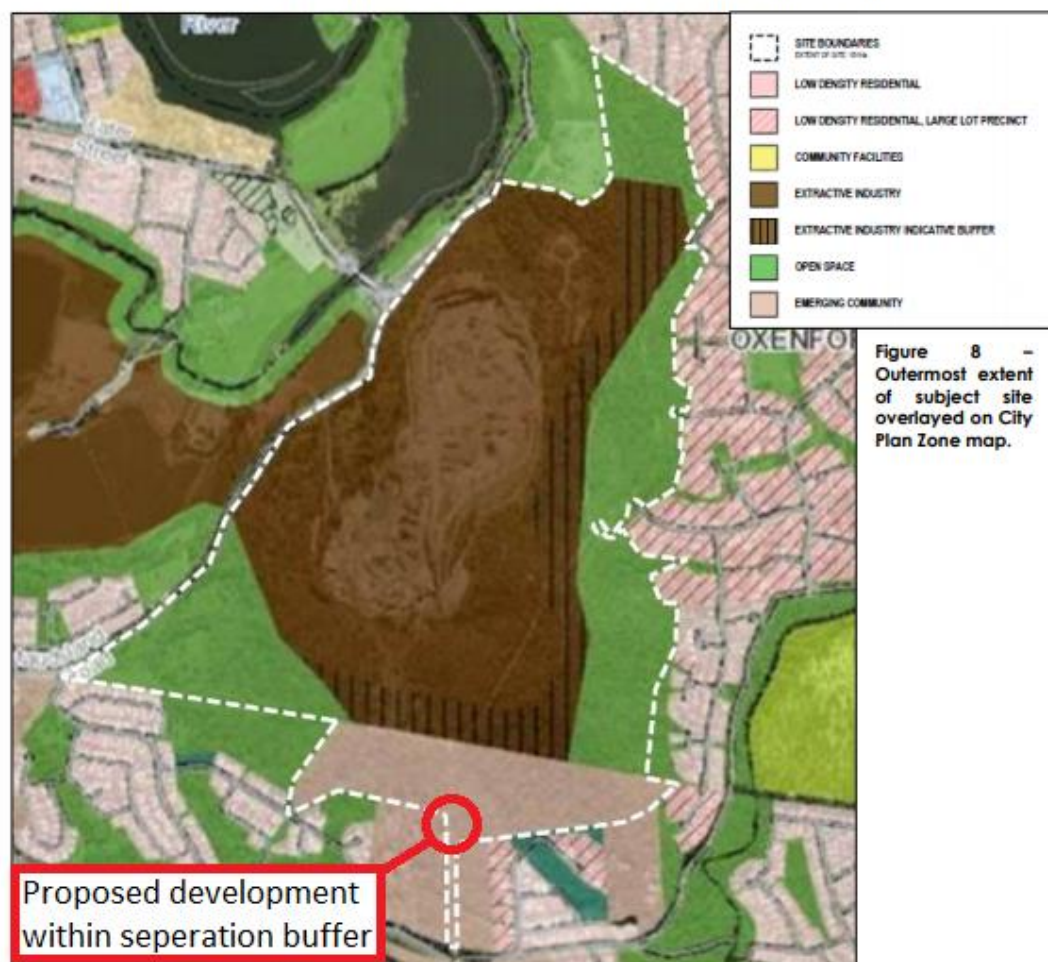 River
SITE BOUNDARIES
LOW DENSITY RESIDENTIAL
LOW DENSITY RESIDENTIAL, LARGE LOT PRECINCT
COMMUNITY FACILITIES
EXTRACTIVE INDUSTRY
EXTRACTIVE INDUSTRY INDICATIVE BUFFER
OPEN SPACE
EMERGING COMMUNITY
Street
OXENFOR
Figure 8 –
Outermost extent
of subject site
overlayed on City
Plan Zone map.
Proposed development
within seperation buffer